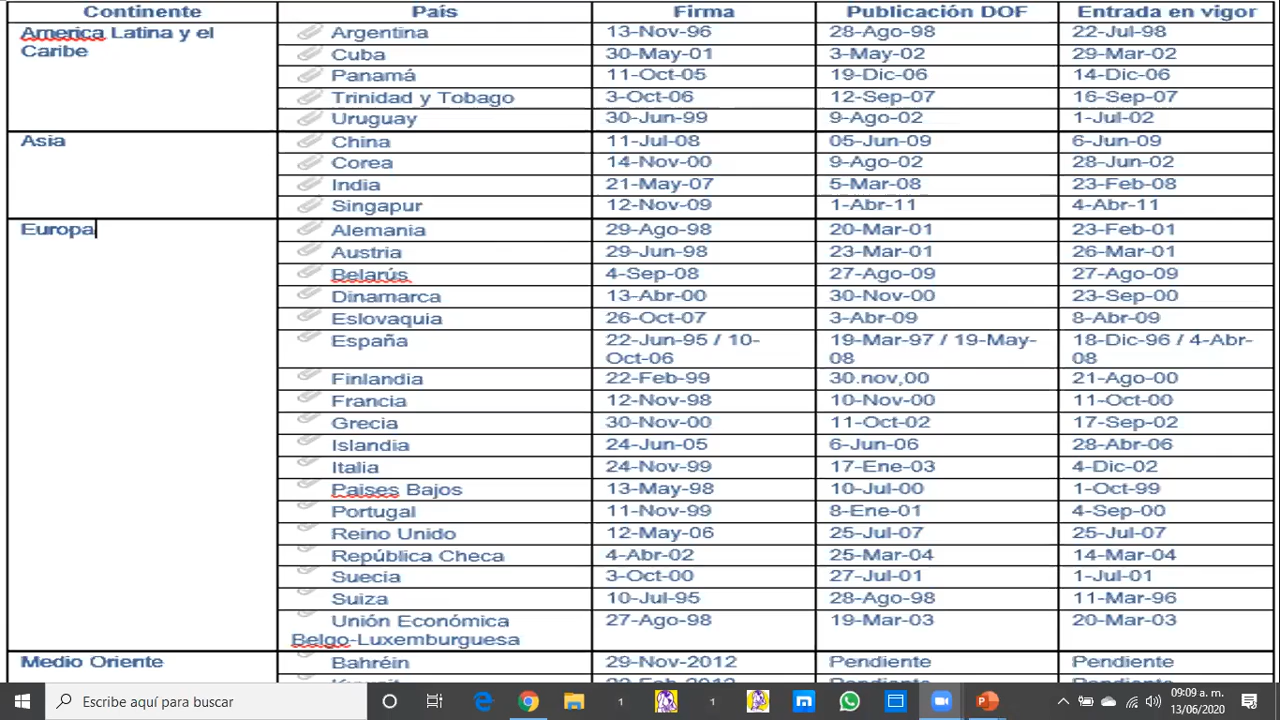 Continente País Firma Publicación DOF Entrada en vigor
America Latina y el Caribe Argentina 13-Nov-96 28-Ago-98 22-Jul-98
Cuba 30-May-01 3-May-02 29-Mar-02
Panamá 11-Oct-05 19-Dic-06 14-Dic-06
Trinidad y Tobago 3-Oct-06 12-Sep-07 16-Sep-07
Uruguay 30-Jun-99 9-Ago-02 1-Jul-02
Asia China 11-Jul-08 05-Jun-09 6-Jun-09
Corea 14-Nov-00 9-Ago-02 28-Jun-02
India 21-May-07 5-Mar-08 23-Feb-08
Singapur 12-Nov-09 1-Abr-11 4-Abr-11
Europa Alemania 29-Ago-98 20-Mar-01 23-Feb-01
Austria 29-Jun-98 23-Mar-01 26-Mar-01
Belarús 4-Sep-08 27-Ago-09 27-Ago-09
Dinamarca 13-Abr-00 30-Nov-00 23-Sep-00
Eslovaquia 26-Oct-07 3-Abr-09 8-Abr-09
España 22-Jun-95 / 10-Oct-06 19-Mar-97 / 19-May-08 18-Dic-96 / 4-Abr-08
Finlandia 22-Feb-99 30.nov,00 21-Ago-00
Francia 12-Nov-98 10-Nov-00 11-Oct-00
Grecia 30-Nov-00 11-Oct-02 17-Sep-02
Islandia 24-Jun-05 6-Jun-06 28-Abr-06
Italia 24-Nov-99 17-Ene-03 4-Dic-02
Paises Bajos 13-May-98 10-Jul-00 1-Oct-99
Portugal 11-Nov-99 8-Ene-01 4-Sep-00
Reino Unido 12-May-06 25-Jul-07 25-Jul-07
República Checa 4-Abr-02 25-Mar-04 14-Mar-04
Suecia 3-Oct-00 27-Jul-01 1-Jul-01
Suiza 10-Jul-95 28-Ago-98 11-Mar-96
Unión Económica Belgo-Luxemburguesa 27-Ago-98 19-Mar-03 20-Mar-03
Medio Oriente Bahréin 29-Nov-2012 Pendiente Pendiente
Escribe aquí para buscar 1 1 09:09 a. m.
13/06/2020